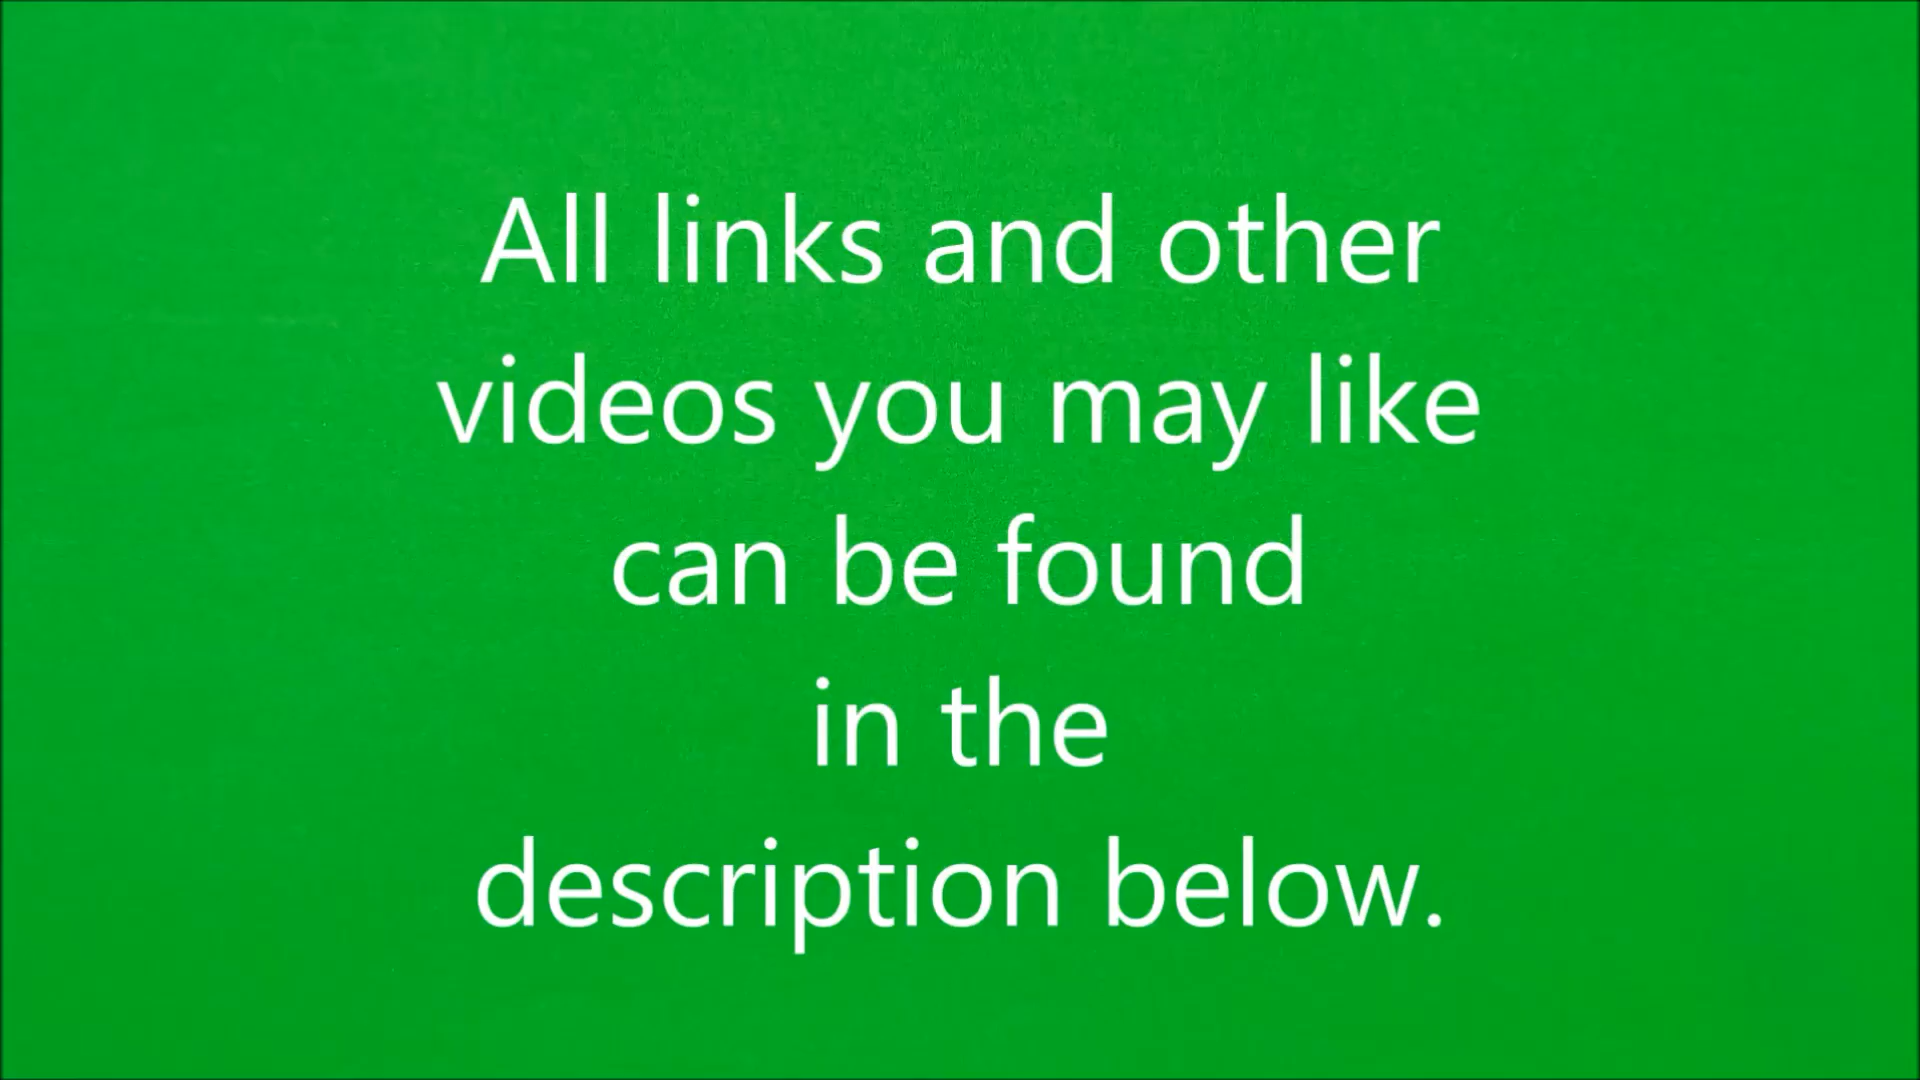 All links and other
videos you may like
can be found
in the
description below.